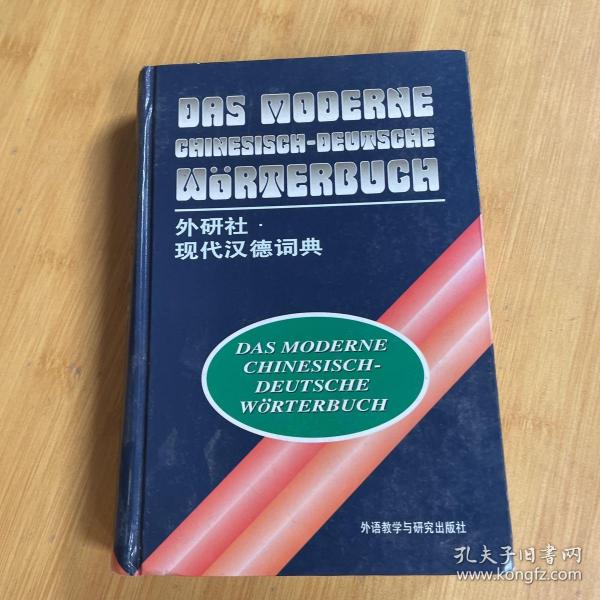 DAS MODERNE
CHINESISCH-DEUTSCHE
WÖRTERBUCH
外研社·
现代汉德词典
DAS MODERNE
CHINESISCH-
DEUTSCHE
WÖRTERBUCH
外语教学与研究出版社
孔夫子旧书网
www.kongfz.com